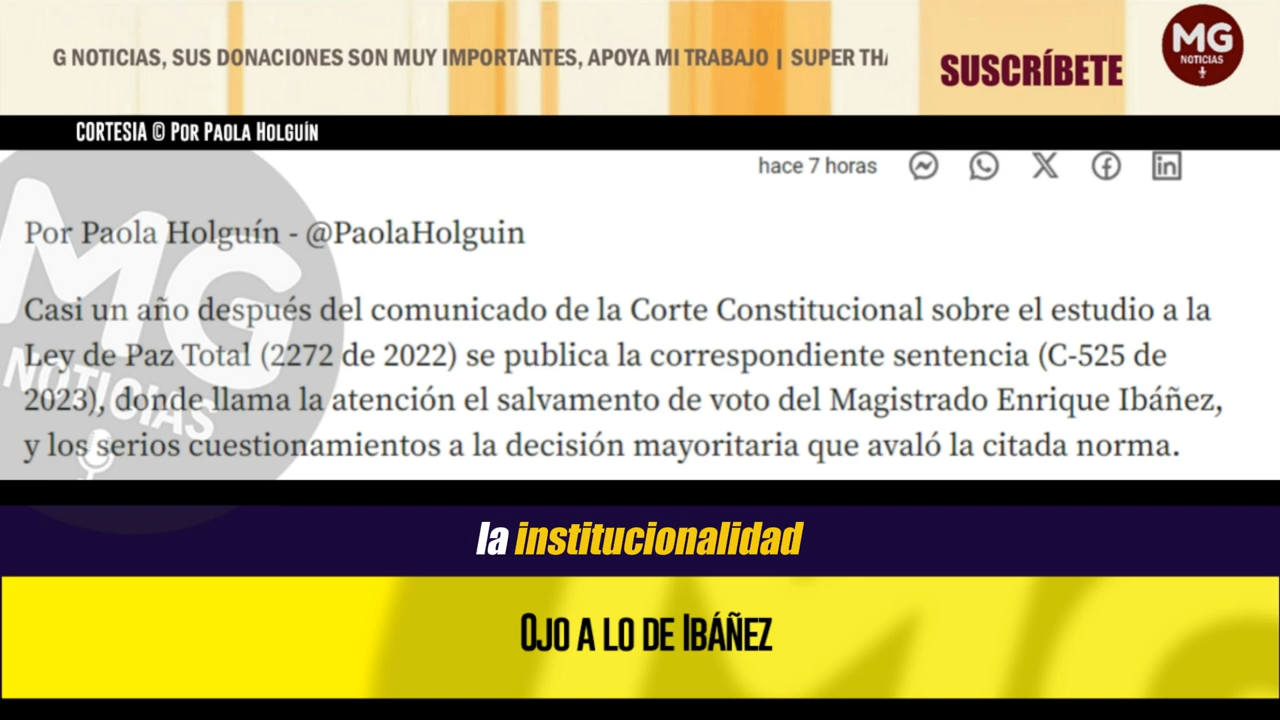 G NOTICIAS, SUS DONACIONES SON MUY IMPORTANTES, APOYA MI TRABAJO | SUPER
SUSCRÍBETE
MG
NOTICIAS
CORTESIA © POR PAOLA HOLGUÍN
hace 7 horas
Por Paola Holguín - @PaolaHolguin
Casi un año después del comunicado de la Corte Constitucional sobre el estudio a la
Ley de Paz Total (2272 de 2022) se publica la correspondiente sentencia (C-525 de
2023), donde llama la atención el salvamento de voto del Magistrado Enrique Ibáñez,
y los serios cuestionamientos a la decisión mayoritaria que avaló la citada norma.
MG
NOTICIAS
la institucionalidad
OJO A LO DE IBÁÑEZ